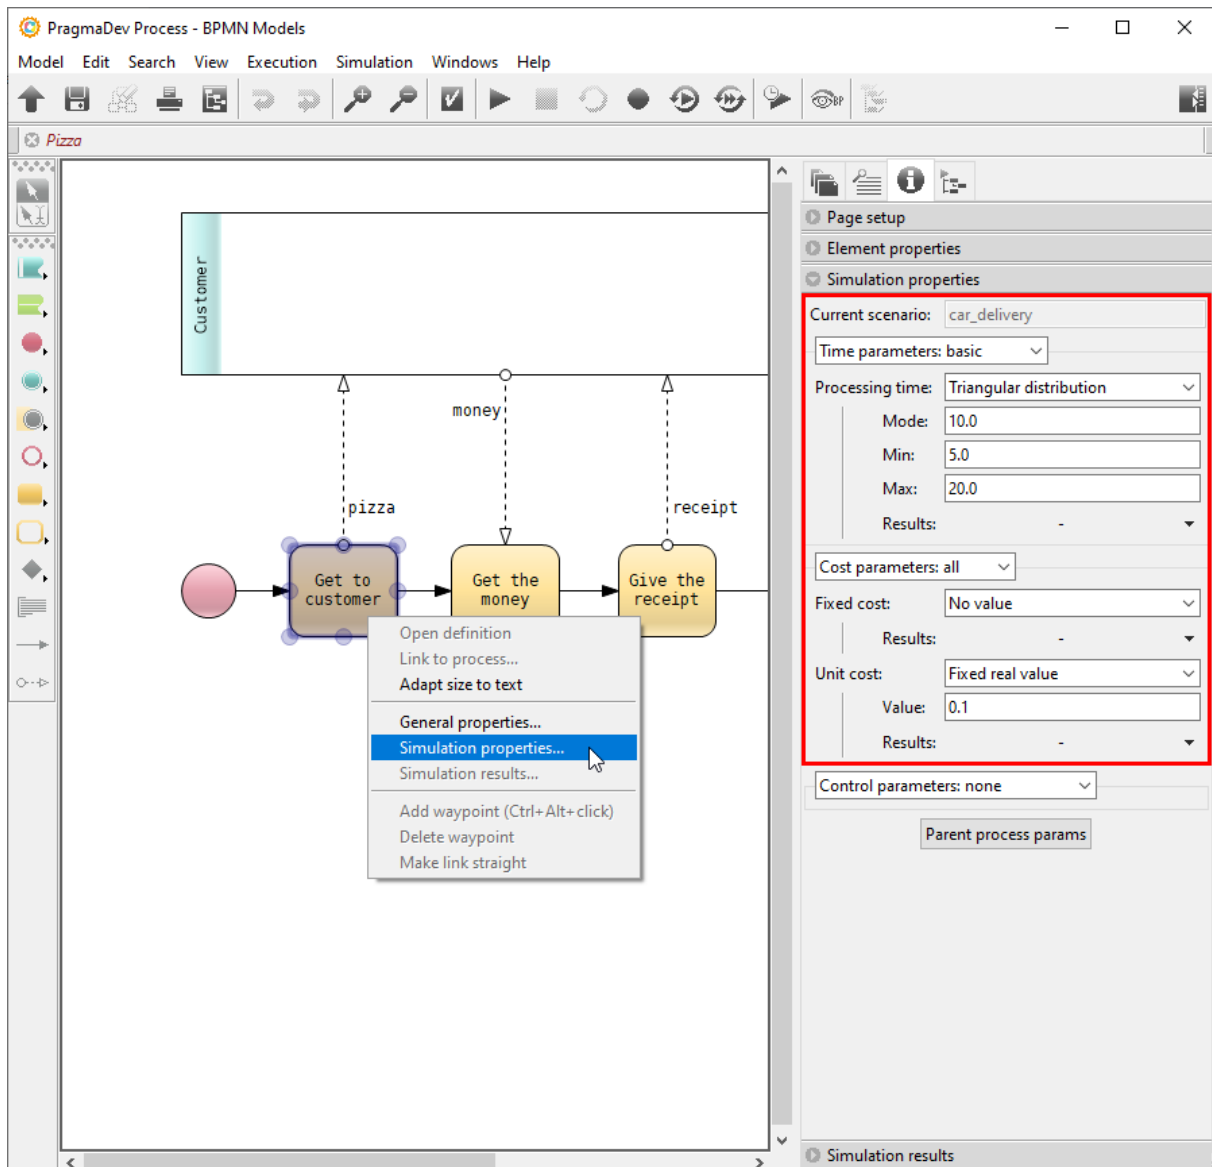 PragmaDev Process - BPMN Models
Model Edit Search View Execution Simulation Windows Help
BP
Pizza
Customer
money
pizza
receipt
Get to
customer
Get the
money
Give the
receipt
Open definition
Link to process...
Adapt size to text
General properties...
Simulation properties...
Simulation results...
Add waypoint (Ctrl+Alt+click)
Delete waypoint
Make link straight
Page setup
Element properties
Simulation properties
Current scenario: car_delivery
Time parameters: basic
Processing time: Triangular distribution
Mode: 10.0
Min: 5.0
Max: 20.0
Results: -
Cost parameters: all
Fixed cost: No value
Results: -
Unit cost: Fixed real value
Value: 0.1
Results: -
Control parameters: none
Parent process params
Simulation results